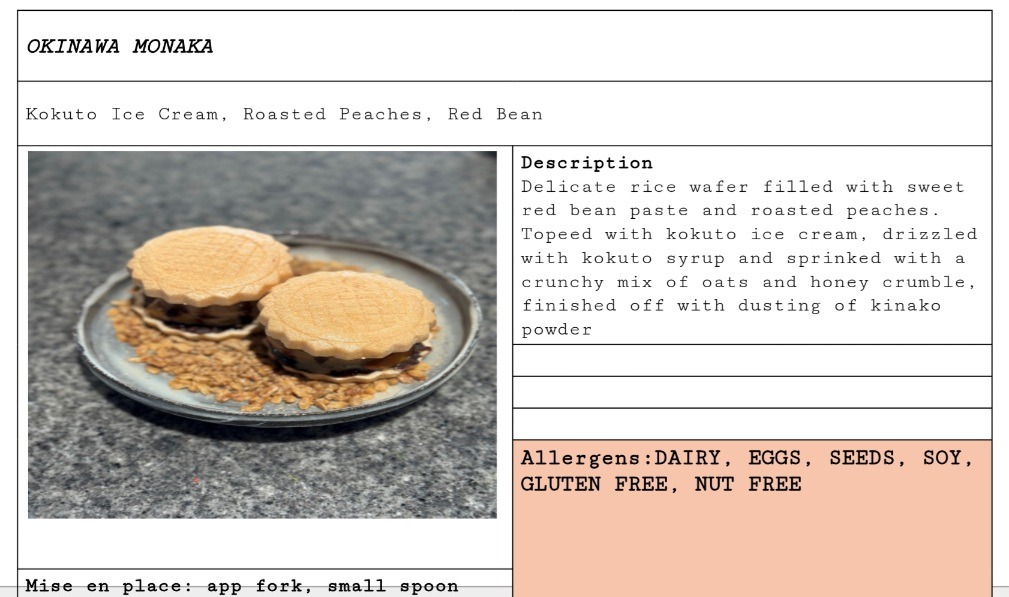 OKINAWA MONAKA
Kokuto Ice Cream, Roasted Peaches, Red Bean
Description
Delicate rice wafer filled with sweet
red bean paste and roasted peaches.
Topeed with kokuto ice cream, drizzled
with kokuto syrup and sprinked with a
crunchy mix of oats and honey crumble,
finished off with dusting of kinako
powder
Allergens:DAIRY, EGGS, SEEDS, SOY,
GLUTEN FREE, NUT FREE
Mise en place: app fork, small spoon